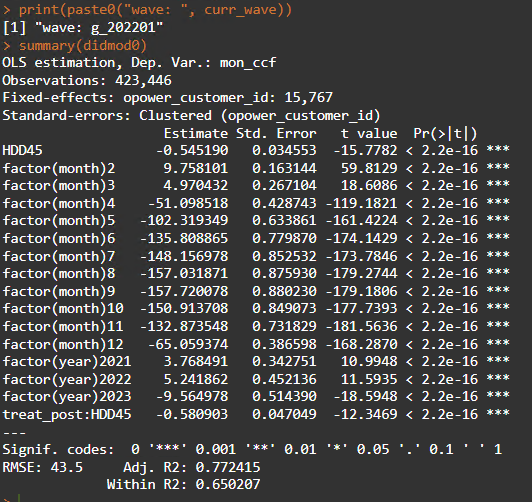 > print(paste0("wave: ", curr_wave))
[1] "wave: g_202201"
> summary(didmod0)
OLS estimation, Dep. Var.: mon_ccf
Observations: 423,446
Fixed-effects: opower_customer_id: 15,767
Standard-errors: Clustered (opower_customer_id)
Estimate Std. Error t value Pr(>|t|)
HDD45 -0.545190 0.034553 -15.7782 < 2.2e-16 ***
factor(month)2 9.758101 0.163144 59.8129 < 2.2e-16 ***
factor(month)3 4.970432 0.267104 18.6086 < 2.2e-16 ***
factor(month)4 -51.098518 0.428743 -119.1821 < 2.2e-16 ***
factor(month)5 -102.319349 0.633861 -161.4224 < 2.2e-16 ***
factor(month)6 -135.808865 0.779870 -174.1429 < 2.2e-16 ***
factor(month)7 -148.156978 0.852532 -173.7846 < 2.2e-16 ***
factor(month)8 -157.031871 0.875930 -179.2744 < 2.2e-16 ***
factor(month)9 -157.720078 0.880230 -179.1806 < 2.2e-16 ***
factor(month)10 -150.913708 0.849073 -177.7393 < 2.2e-16 ***
factor(month)11 -132.873548 0.731829 -181.5636 < 2.2e-16 ***
factor(month)12 -65.059374 0.386598 -168.2870 < 2.2e-16 ***
factor(year)2021 3.768491 0.342751 10.9948 < 2.2e-16 ***
factor(year)2022 5.241862 0.452136 11.5935 < 2.2e-16 ***
factor(year)2023 -9.564978 0.514390 -18.5948 < 2.2e-16 ***
treat_post:HDD45 -0.580903 0.047049 -12.3469 < 2.2e-16 ***
---
Signif. codes: 0 '***' 0.001 '**' 0.01 '*' 0.05 '.' 0.1 ' ' 1
RMSE: 43.5 Adj. R2: 0.772415
Within R2: 0.650207
>